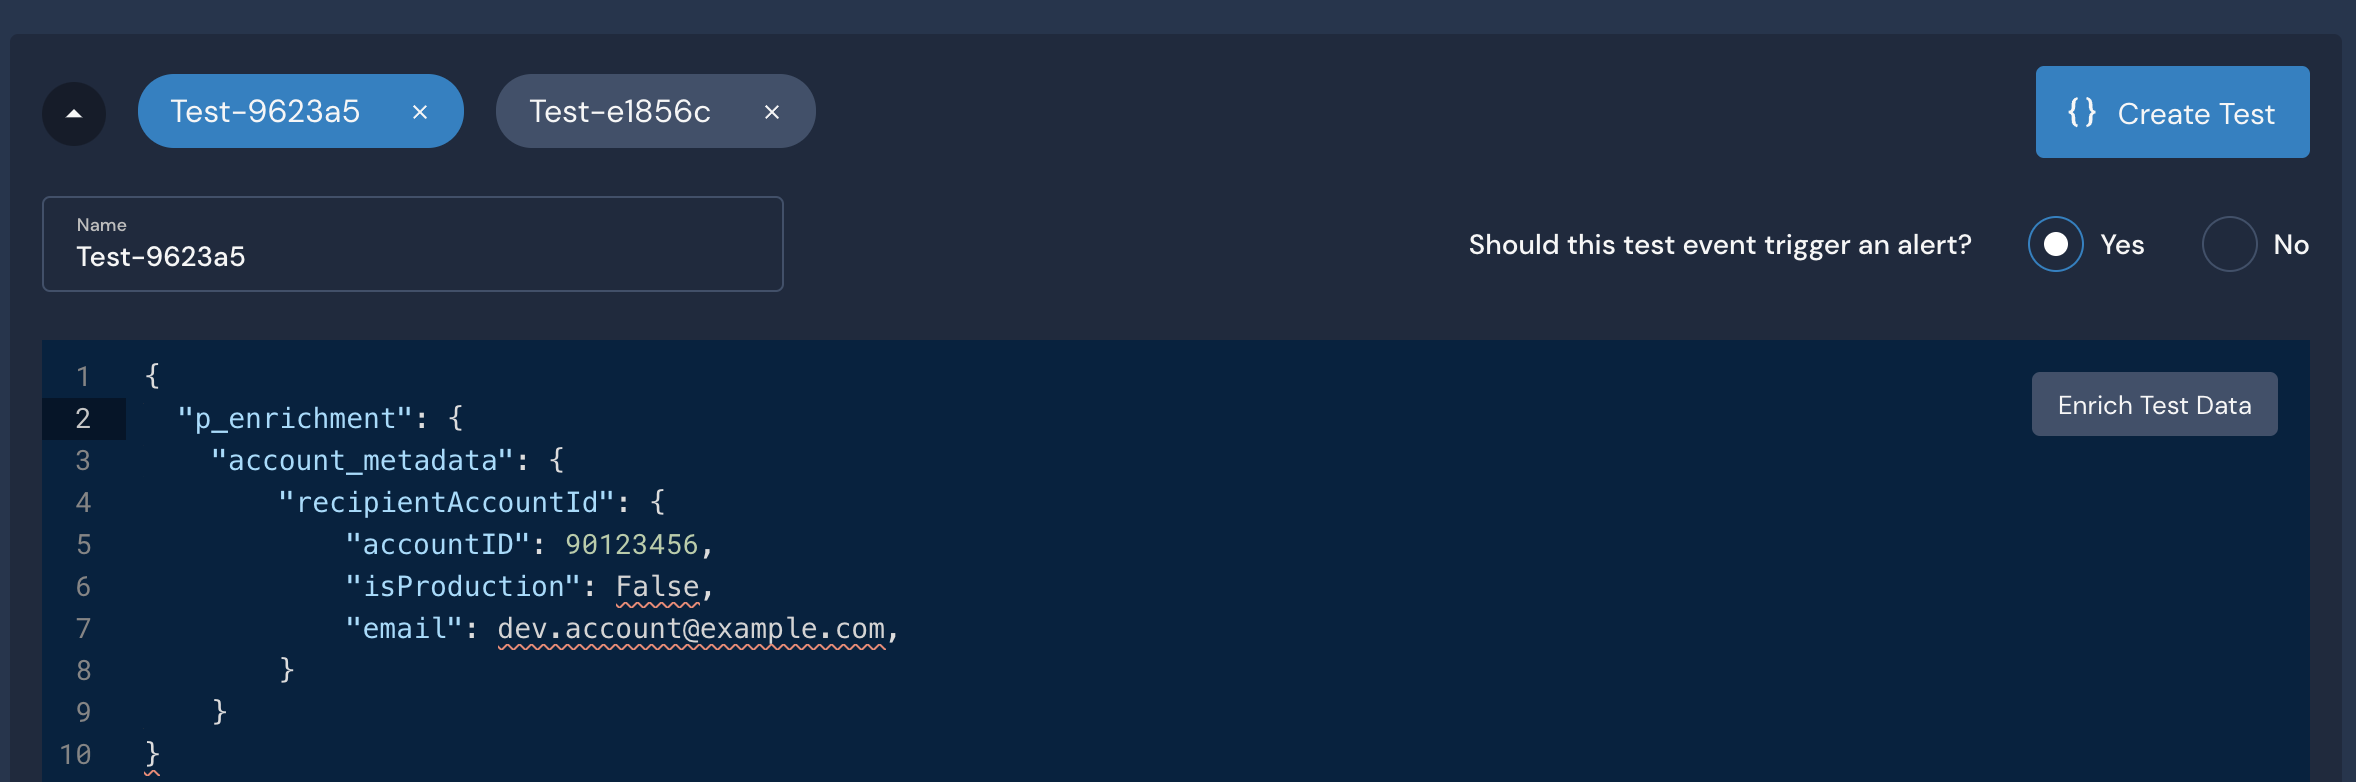 Test-9623a5 ×
Test-e1856c ×
{} Create Test
Name
Test-9623a5
Should this test event trigger an alert?
Yes
No
Enrich Test Data
1 {
2   "p_enrichment": {
3     "account_metadata": {
4         "recipientAccountId": {
5             "accountID": 90123456,
6             "isProduction": False,
7             "email": dev.account@example.com,
8         }
9     }
10 }